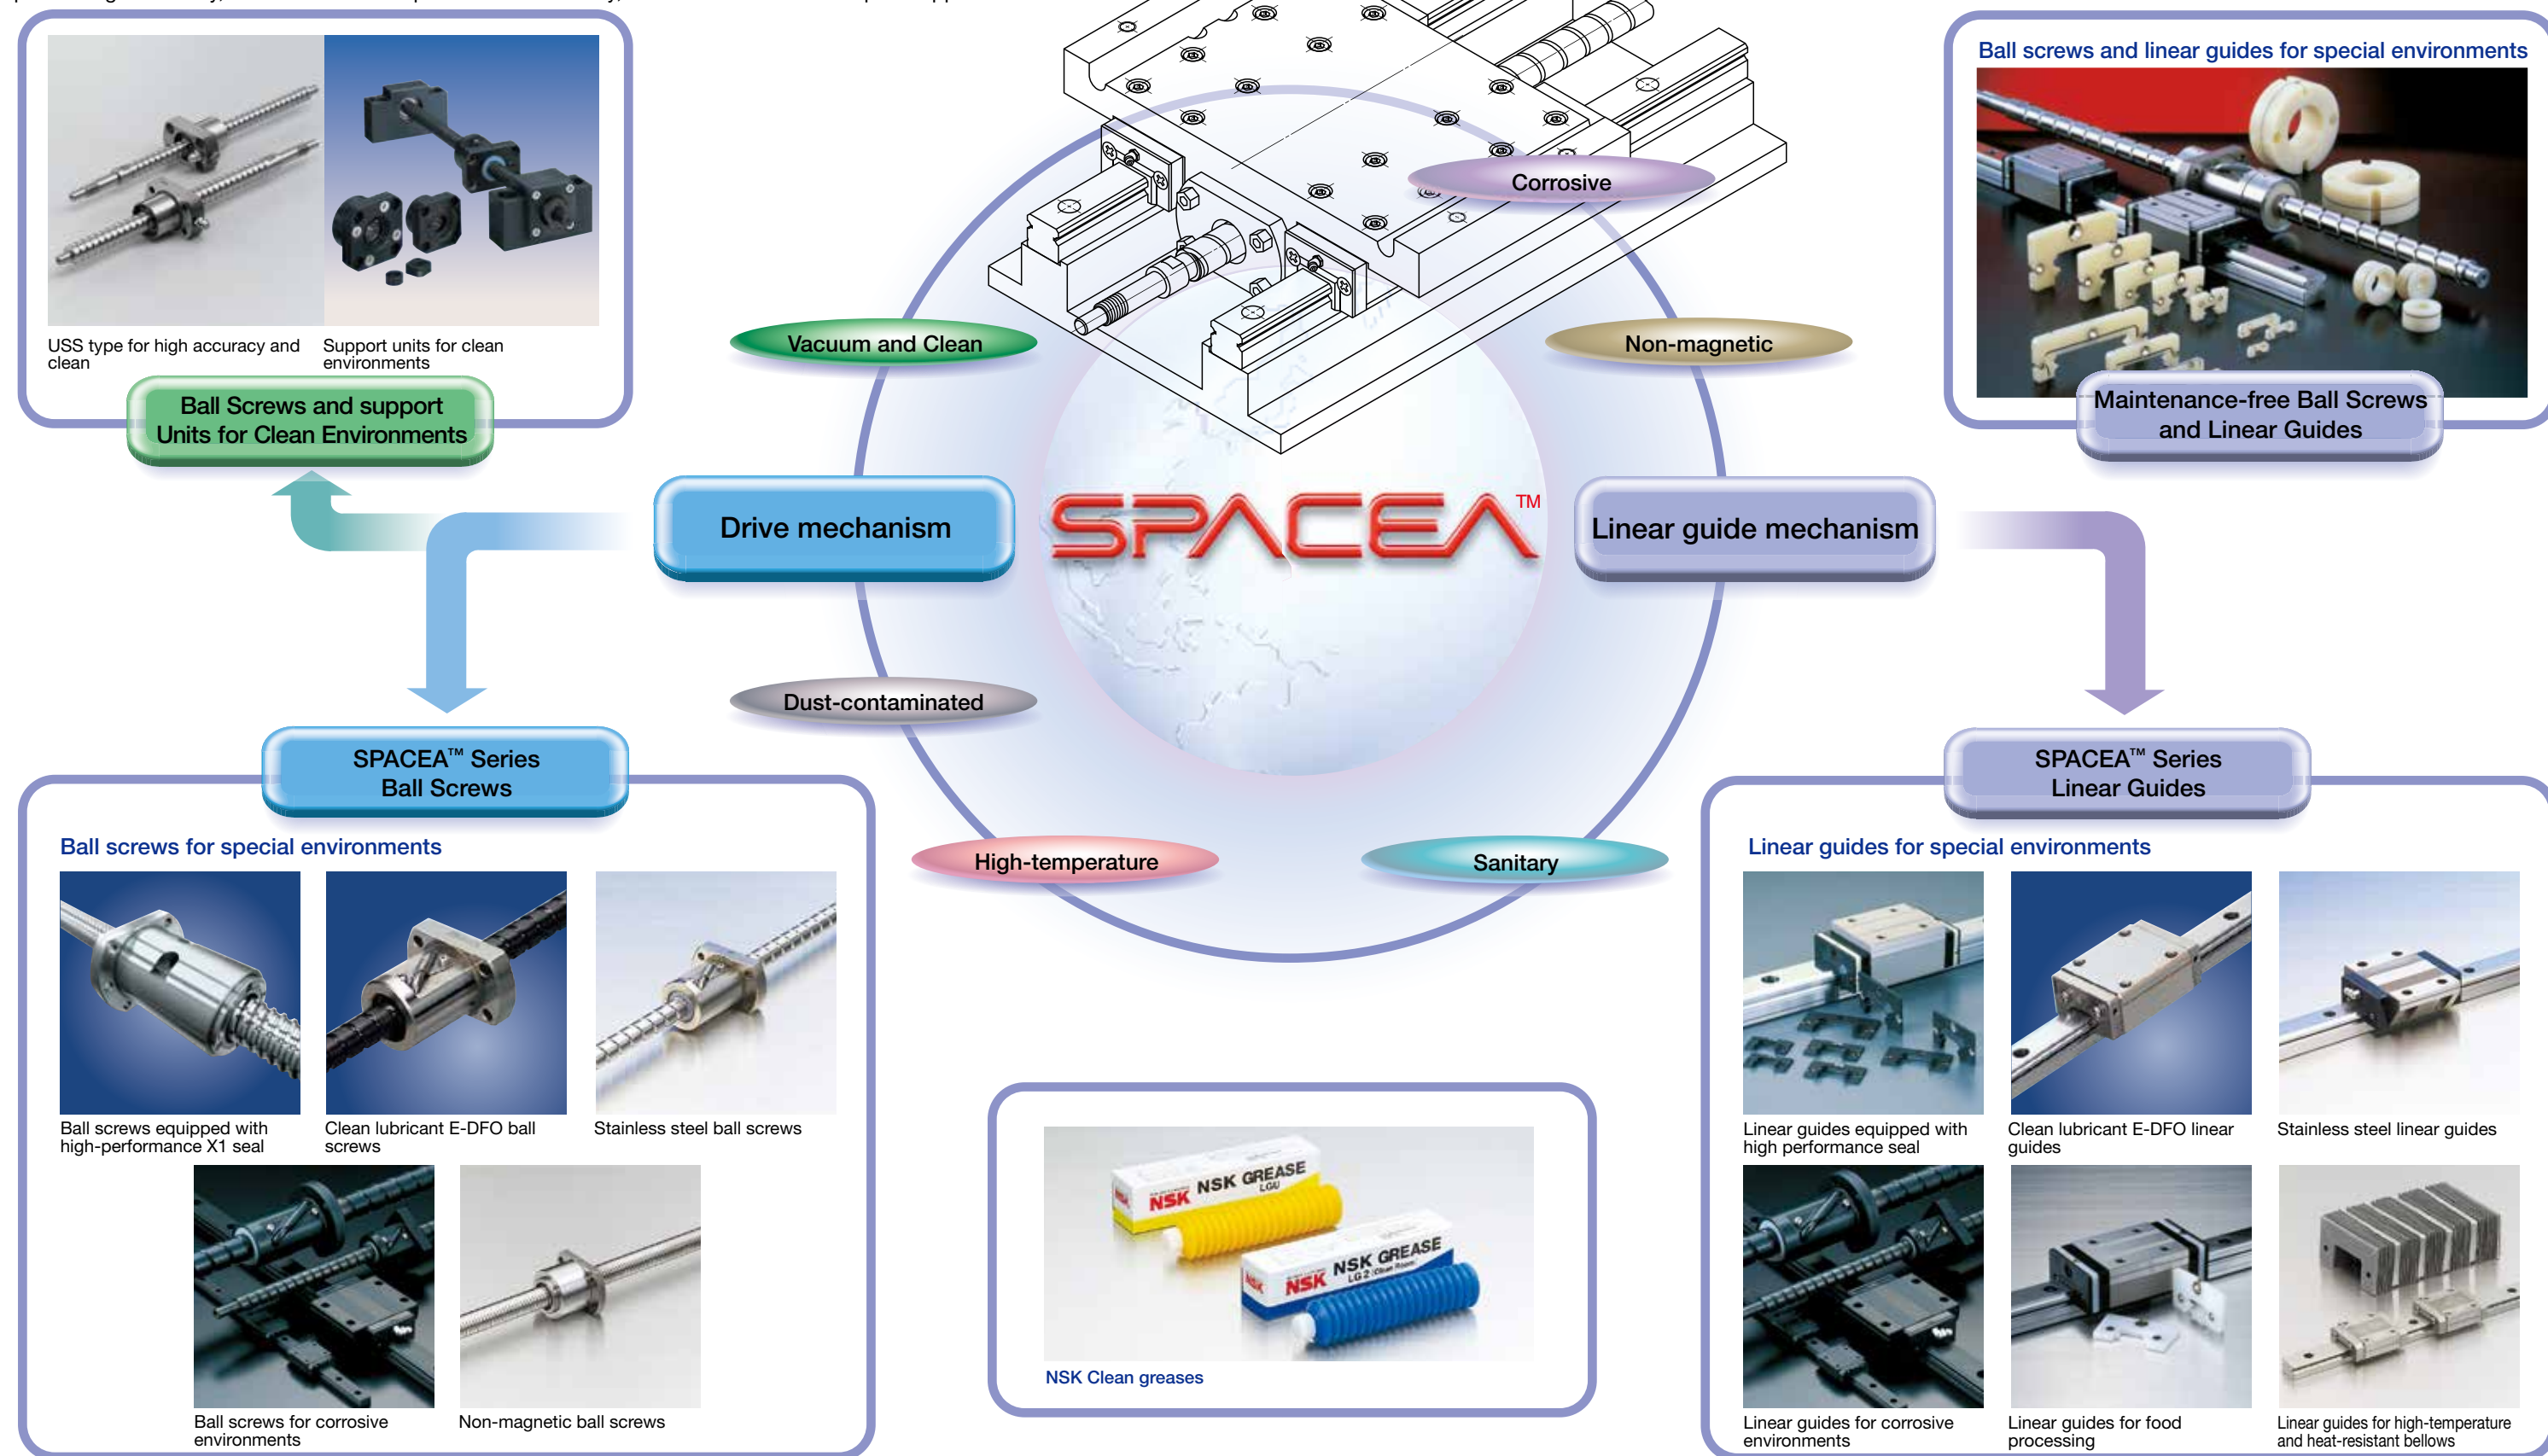 USS type for high accuracy and
clean
Support units for clean
environments
Ball Screws and support
Units for Clean Environments
Ball screws and linear guides for special environments
Maintenance-free Ball Screws
and Linear Guides
Corrosive
Vacuum and Clean
Non-magnetic
Drive mechanism
SPACEA™
Linear guide mechanism
Dust-contaminated
High-temperature
Sanitary
SPACEA™ Series
Ball Screws
Ball screws for special environments
Ball screws equipped with
high-performance X1 seal
Clean lubricant E-DFO ball
screws
Stainless steel ball screws
Ball screws for corrosive
environments
Non-magnetic ball screws
NSK
NSK GREASE
LGU
NSK
NSK GREASE
LG 2 (Clean Room)
NSK Clean greases
SPACEA™ Series
Linear Guides
Linear guides for special environments
Linear guides equipped with
high performance seal
Clean lubricant E-DFO linear
guides
Stainless steel linear guides
Linear guides for corrosive
environments
Linear guides for food
processing
Linear guides for high-temperature
and heat-resistant bellows